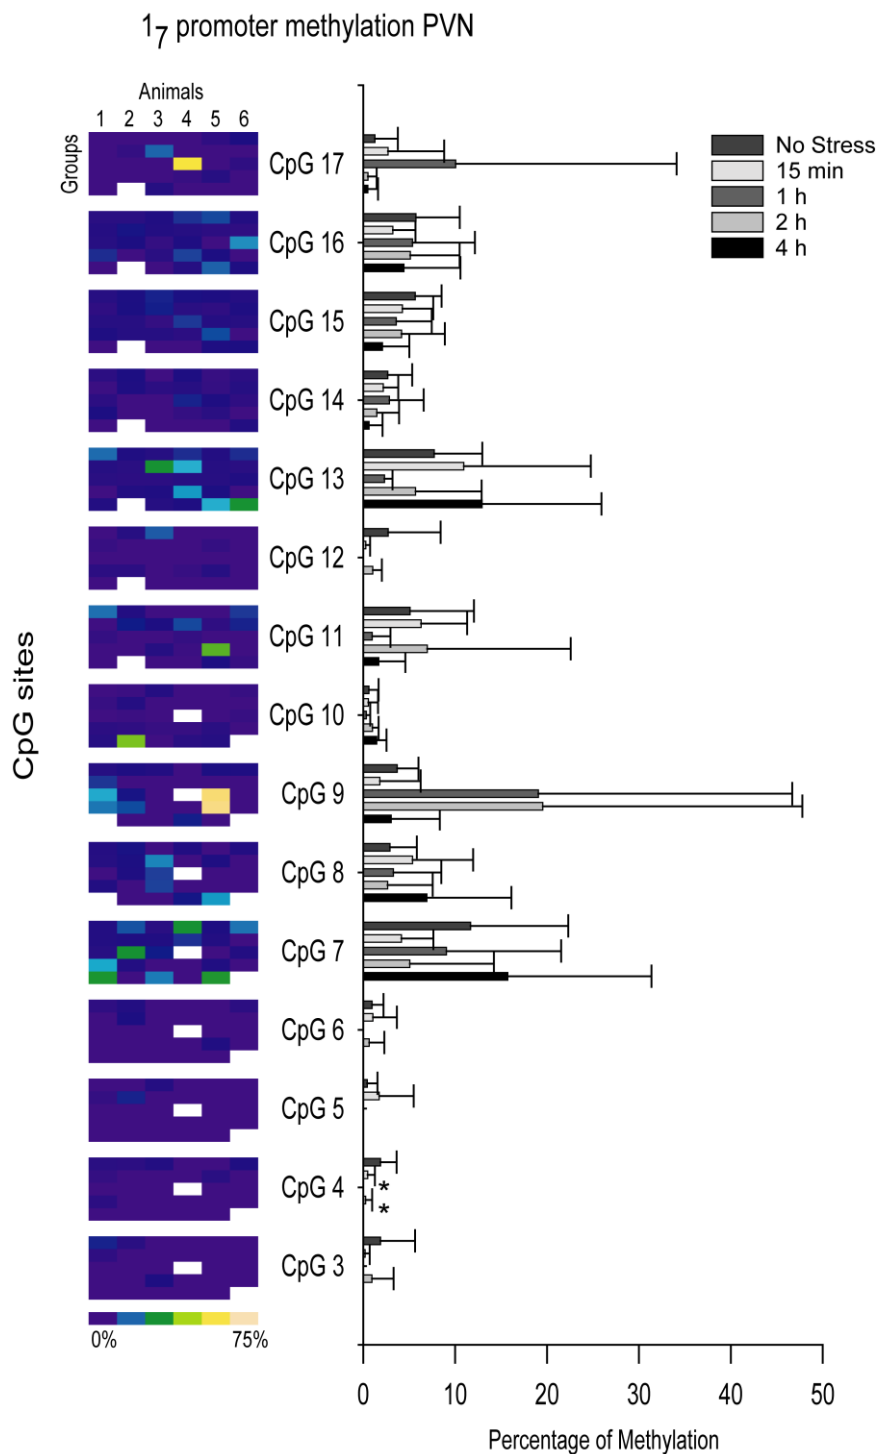 1₇ promoter methylation PVN
Animals
1 2 3 4 5 6
Groups
CpG sites
CpG 17
CpG 16
CpG 15
CpG 14
CpG 13
CpG 12
CpG 11
CpG 10
CpG 9
CpG 8
CpG 7
CpG 6
CpG 5
CpG 4
CpG 3
*
*
No Stress
15 min
1 h
2 h
4 h
0% 75%
0 10 20 30 40 50
Percentage of Methylation